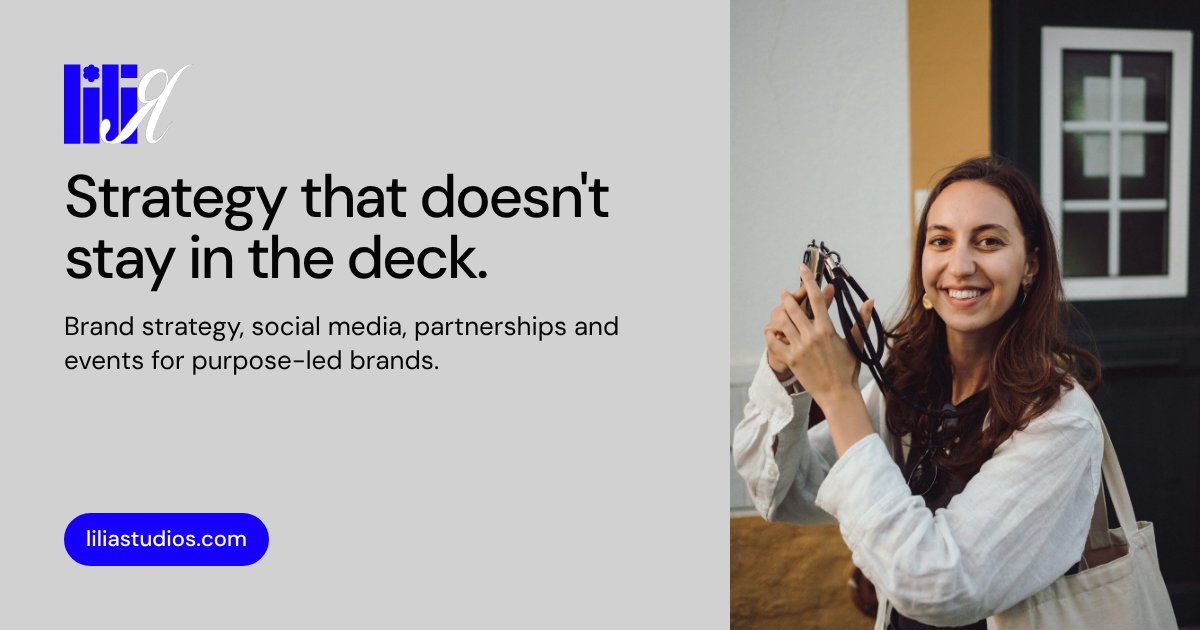 lilia
Strategy that doesn't
stay in the deck.
Brand strategy, social media, partnerships and
events for purpose-led brands.
liliastudios.com